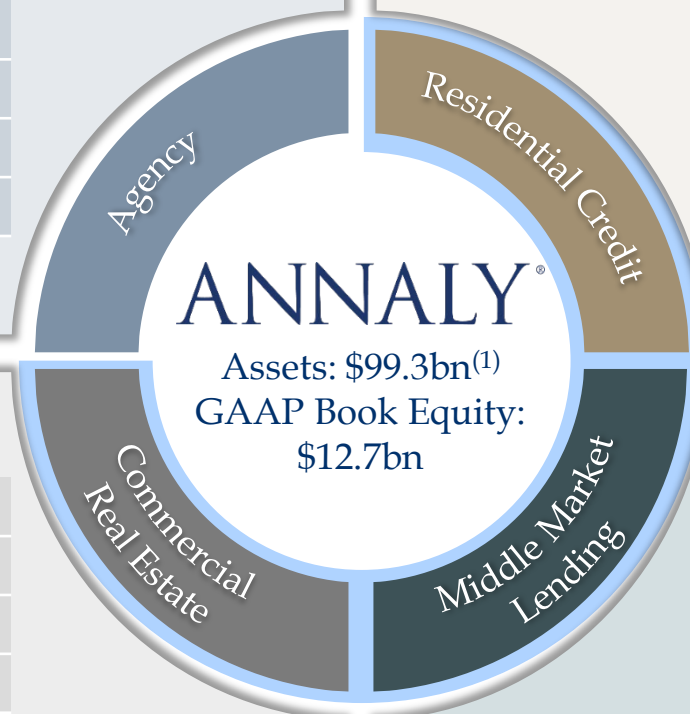 Agency
Residential Credit
ANNALY®
Assets: $99.3bn(1)
GAAP Book Equity:
$12.7bn
Commercial
Real Estate
Middle Market
Lending